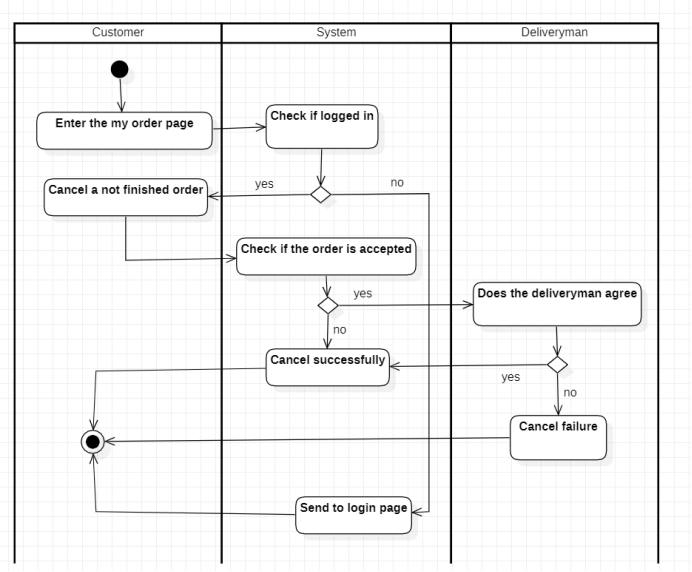 Customer
System
Deliveryman
Enter the my order page
Check if logged in
Cancel a not finished order
yes
no
Check if the order is accepted
yes
no
Does the deliveryman agree
Cancel successfully
yes
no
Cancel failure
Send to login page